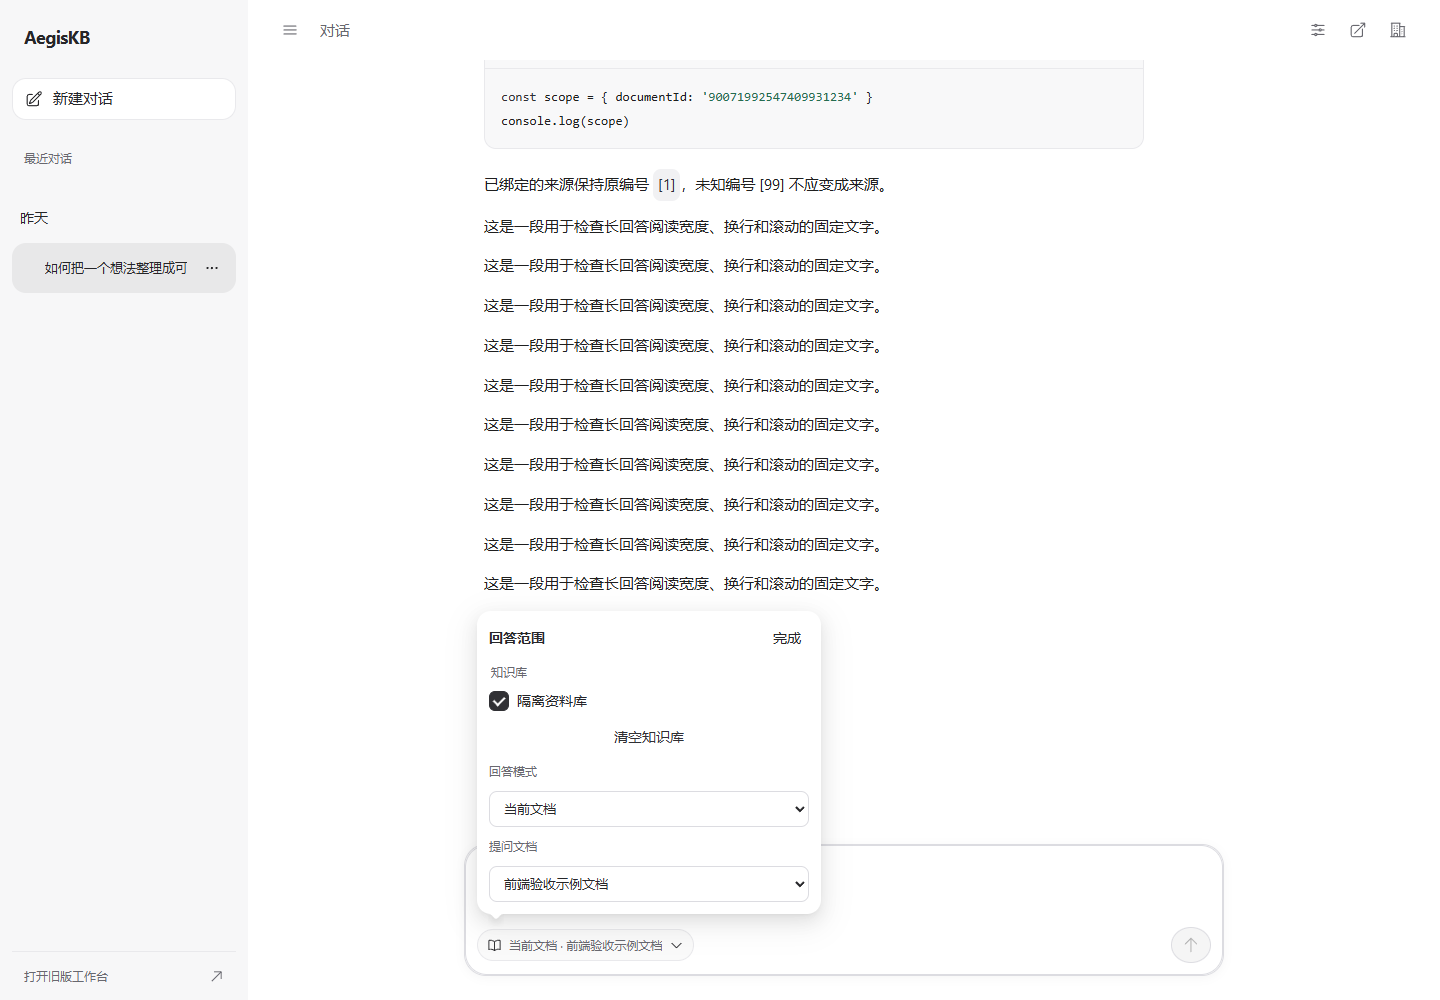 AegisKB
新建对话
最近对话
昨天
如何把一个想法整理成可
打开旧版工作台
对话
const scope = { documentId: '90071992547409931234' }
console.log(scope)
已绑定的来源保持原编号 [1]，未知编号 [99] 不应变成来源。
这是一段用于检查长回答阅读宽度、换行和滚动的固定文字。
这是一段用于检查长回答阅读宽度、换行和滚动的固定文字。
这是一段用于检查长回答阅读宽度、换行和滚动的固定文字。
这是一段用于检查长回答阅读宽度、换行和滚动的固定文字。
这是一段用于检查长回答阅读宽度、换行和滚动的固定文字。
这是一段用于检查长回答阅读宽度、换行和滚动的固定文字。
这是一段用于检查长回答阅读宽度、换行和滚动的固定文字。
这是一段用于检查长回答阅读宽度、换行和滚动的固定文字。
这是一段用于检查长回答阅读宽度、换行和滚动的固定文字。
这是一段用于检查长回答阅读宽度、换行和滚动的固定文字。
回答范围 完成
知识库
隔离资料库
清空知识库
回答模式
当前文档
提问文档
前端验收示例文档
当前文档 · 前端验收示例文档